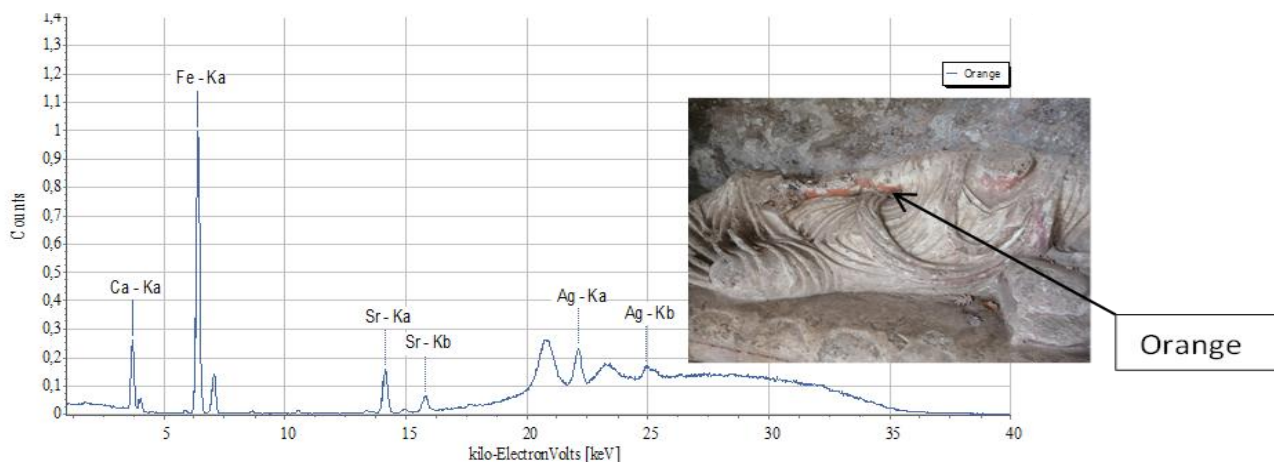 1,4
1,3
1,2
1,1
1
0,9
0,8
0,7
0,6
0,5
0,4
0,3
0,2
0,1
0
Counts
Fe - Ka
Ca - Ka
Sr - Ka
Sr - Kb
Ag - Ka
Ag - Kb
Orange
Orange
5
10
15
20
25
30
35
40
kilo-ElectronVolts [keV]